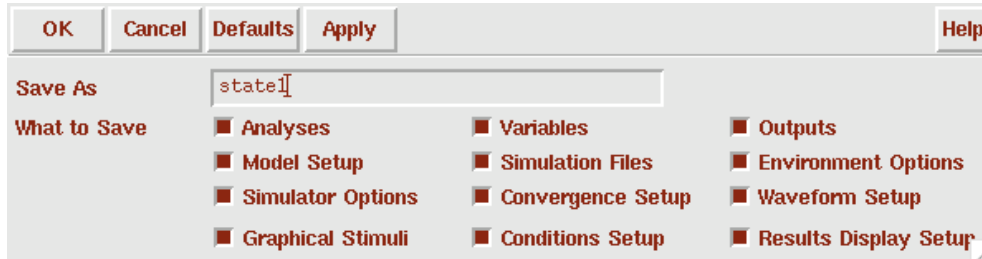 OK Cancel Defaults Apply Help
Save As state1
What to Save Analyses Variables Outputs
Model Setup Simulation Files Environment Options
Simulator Options Convergence Setup Waveform Setup
Graphical Stimuli Conditions Setup Results Display Setup